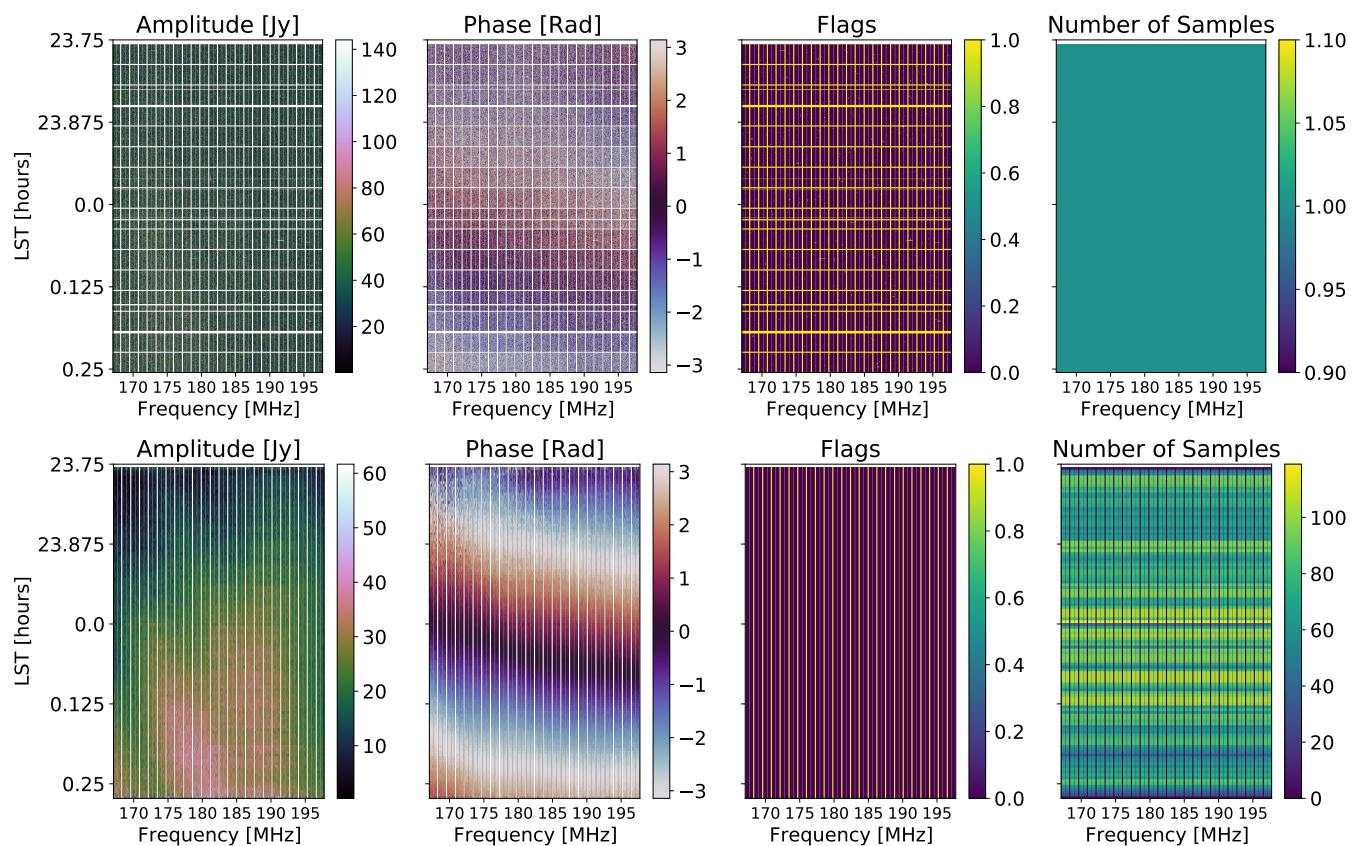 Amplitude [Jy] Phase [Rad] Flags Number of Samples
23.75 140 3 1.0 1.10
120 2 0.8
23.875 100 1 0.6 1.05
LST [hours] 0.0 80 0 1.00
60 −1 0.4
0.125 40 −2 0.2 0.95
20
0.25 −3 0.0 0.90
170 175 180 185 190 195 170 175 180 185 190 195 170 175 180 185 190 195 170 175 180 185 190 195
Frequency [MHz] Frequency [MHz] Frequency [MHz] Frequency [MHz]
Amplitude [Jy] Phase [Rad] Flags Number of Samples
23.75 60 3 1.0
50 2 0.8 100
23.875 40 1 0.6 80
LST [hours] 0.0 30 0 60
20 −1 0.4 40
0.125 −2 0.2 20
10
0.25 −3 0.0 0
170 175 180 185 190 195 170 175 180 185 190 195 170 175 180 185 190 195 170 175 180 185 190 195
Frequency [MHz] Frequency [MHz] Frequency [MHz] Frequency [MHz]